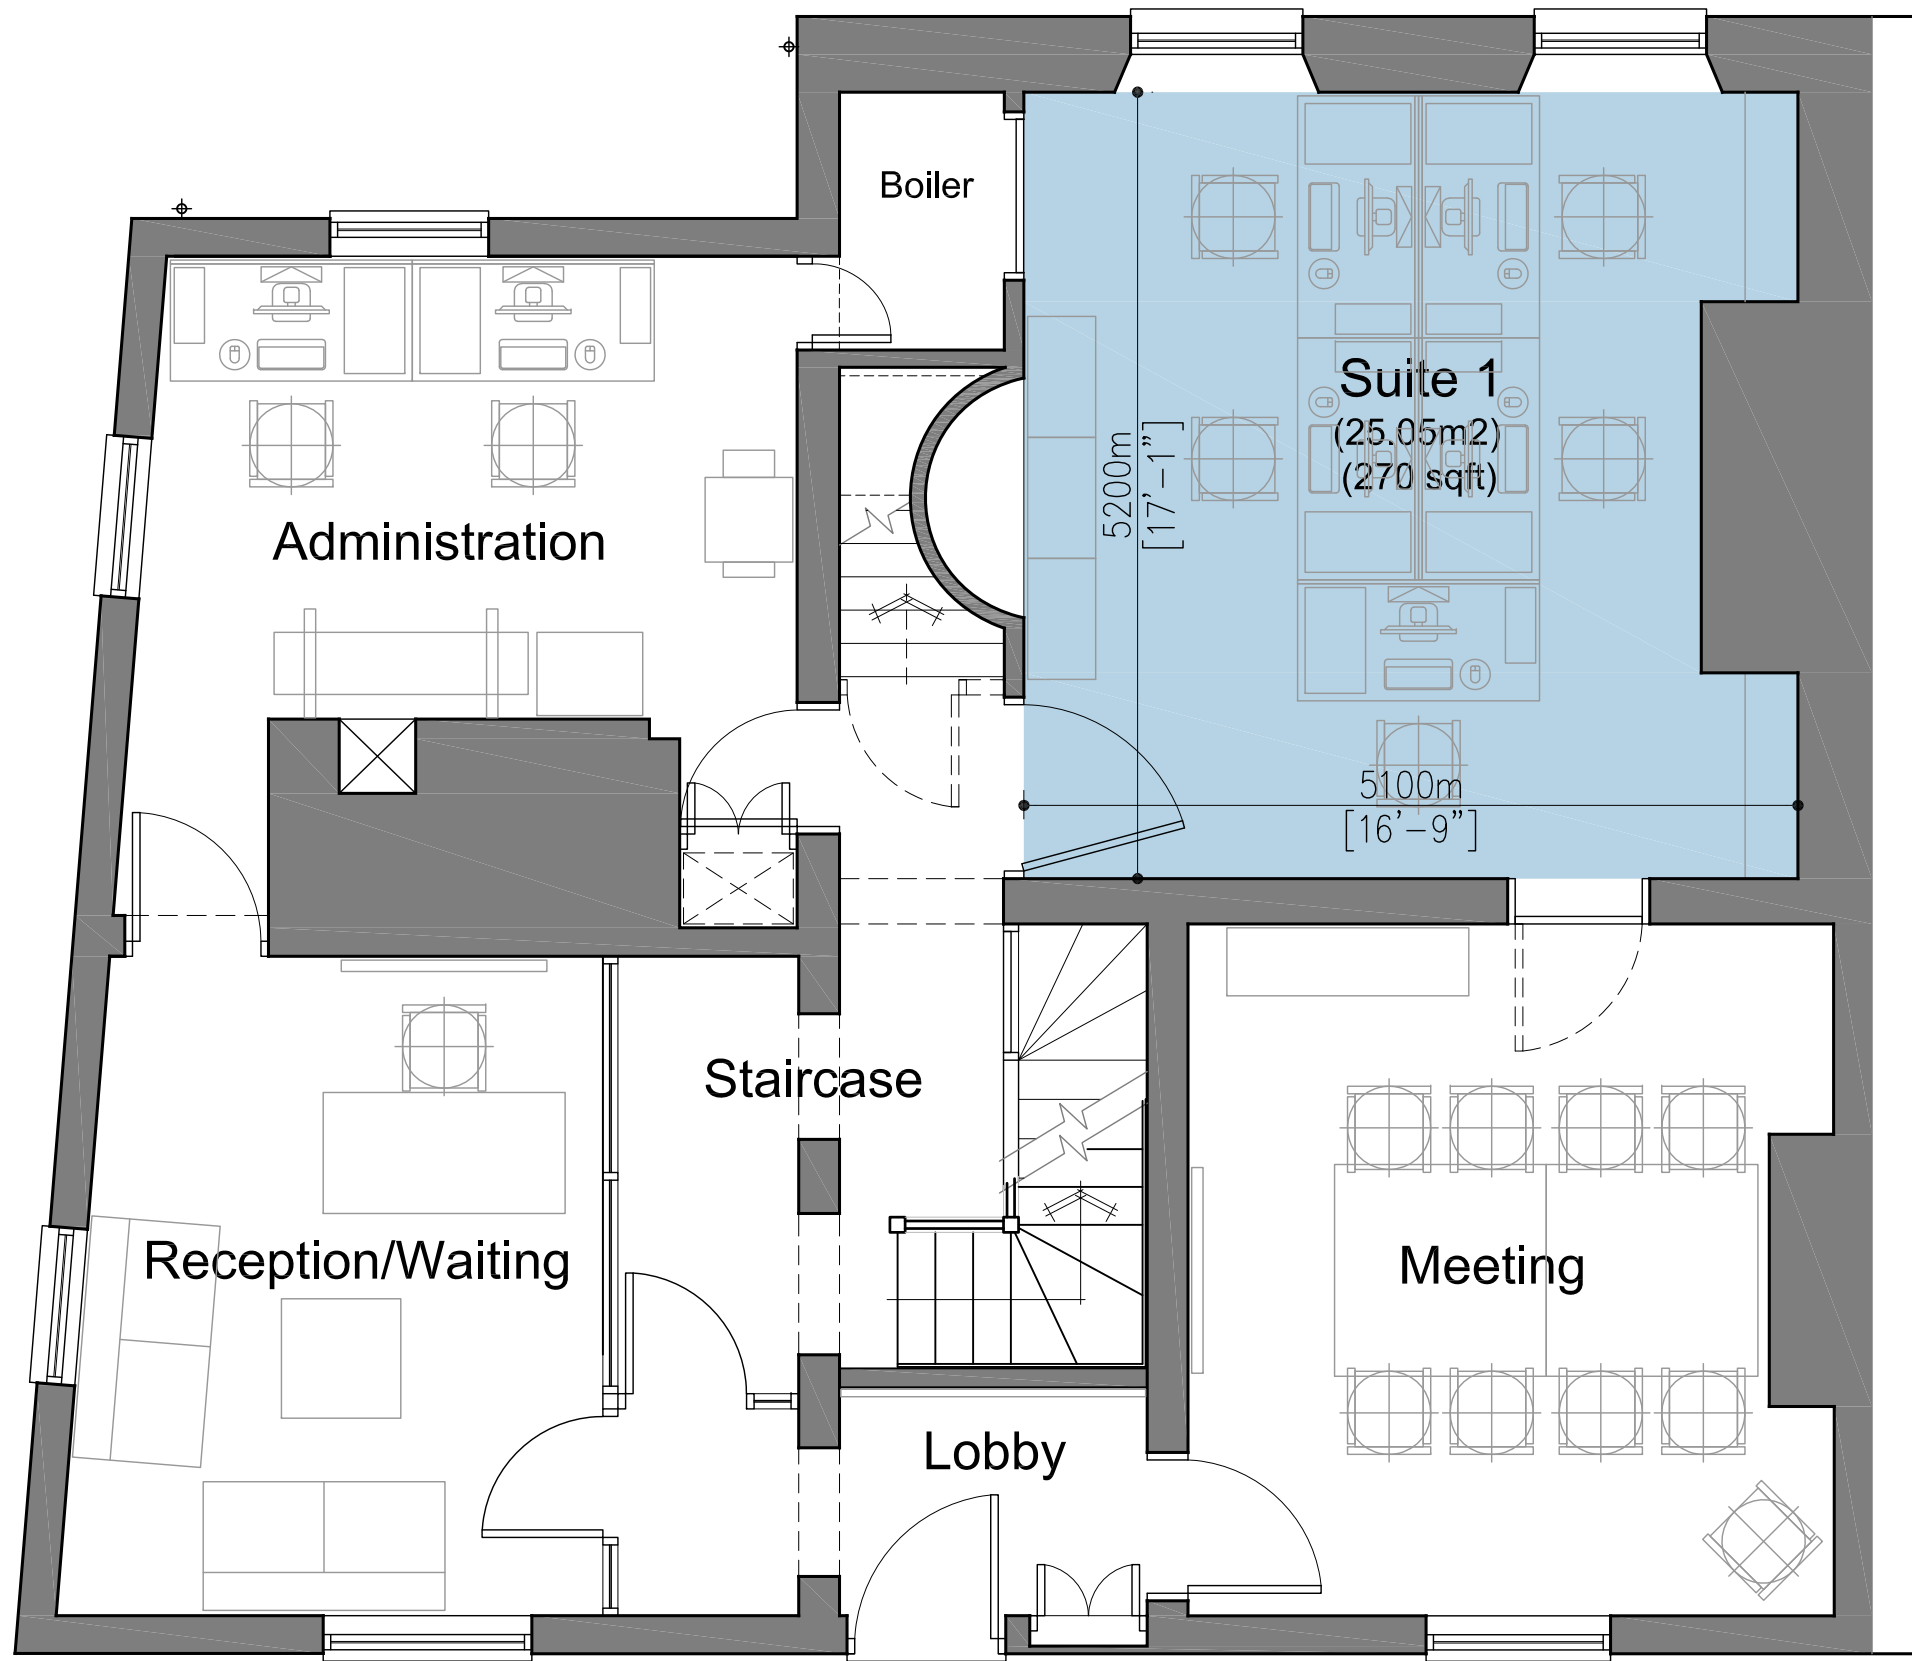 Boiler
Suite 1
(25.05m2)
(270 sqft)
5200m
[17'-1"]
Administration
5100m
[16'-9"]
Staircase
Reception/Waiting
Meeting
Lobby